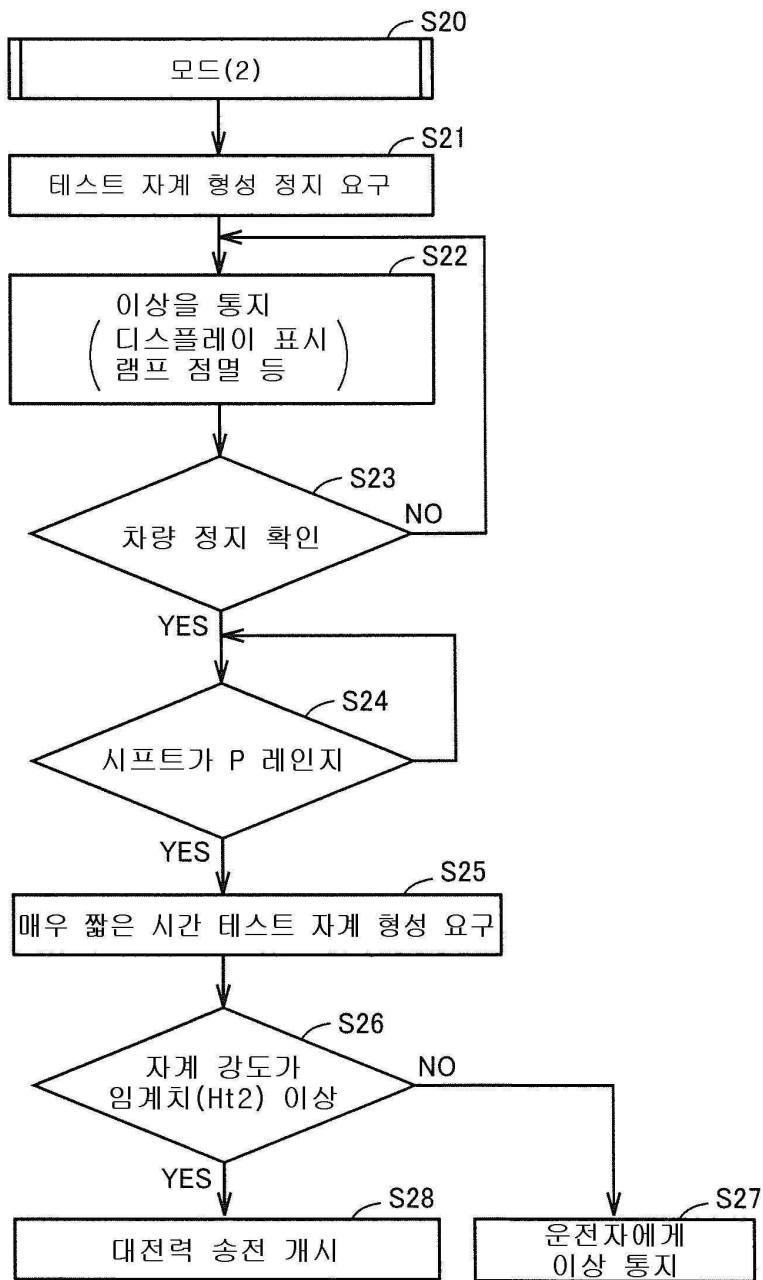 S20
모드(2)
S21
테스트 자계 형성 정지 요구
S22
이상을 통지
( 디스플레이 표시 )
램프 점멸 등
S23
차량 정지 확인
NO
YES
S24
시프트가 P 레인지
YES
S25
매우 짧은 시간 테스트 자계 형성 요구
S26
자계 강도가
임계치(Ht2) 이상
NO
YES
S28
대전력 송전 개시
S27
운전자에게
이상 통지